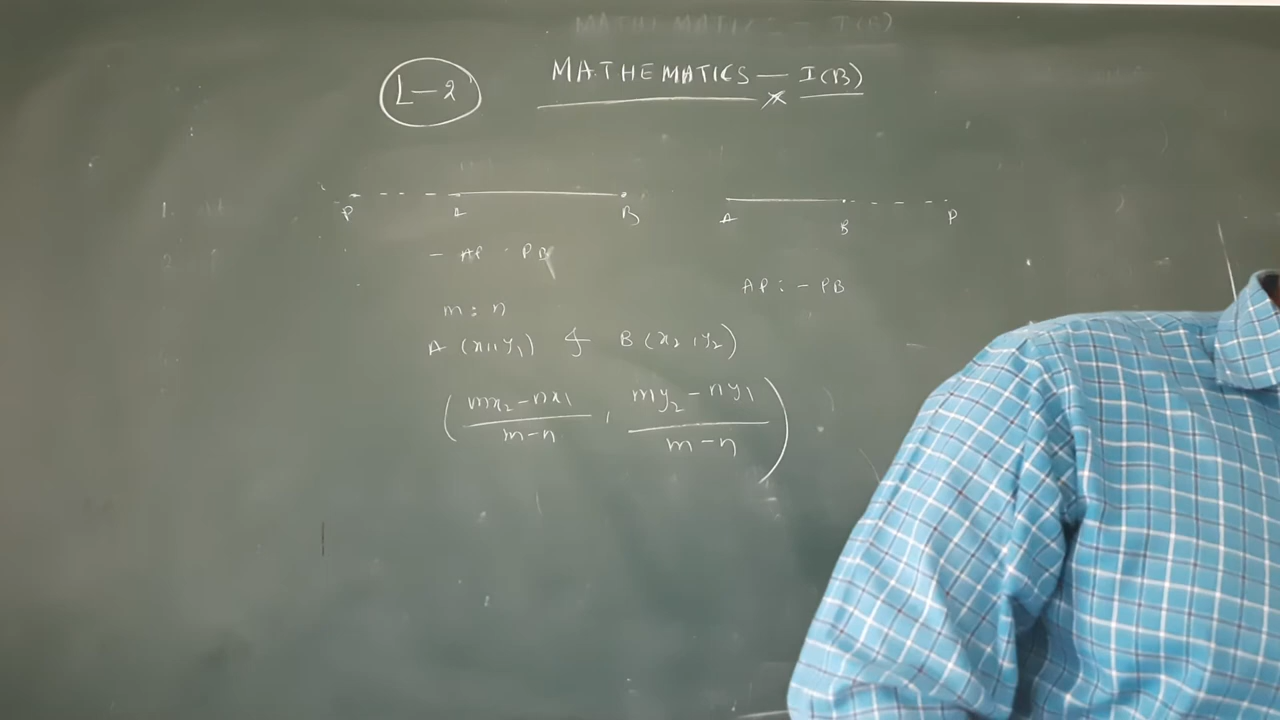 L-2
MATHEMATICS - I(B)
P A B
A B P
- AP : PB
AP : - PB
m : n
A (x1, y1) & B (x2, y2)
( mx2 - nx1 / m - n , my2 - ny1 / m - n )